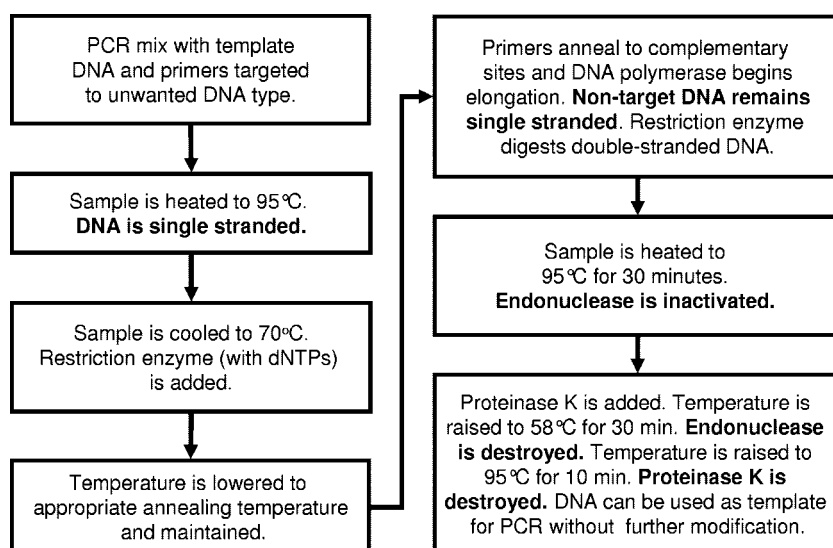 PCR mix with template
DNA and primers targeted
to unwanted DNA type.
Sample is heated to 95°C.
DNA is single stranded.
Sample is cooled to 70°C.
Restriction enzyme (with dNTPs)
is added.
Temperature is lowered to
appropriate annealing temperature
and maintained.
Primers anneal to complementary
sites and DNA polymerase begins
elongation. Non-target DNA remains
single stranded. Restriction enzyme
digests double-stranded DNA.
Sample is heated to
95°C for 30 minutes.
Endonuclease is inactivated.
Proteinase K is added. Temperature is
raised to 58°C for 30 min. Endonuclease
is destroyed. Temperature is raised to
95°C for 10 min. Proteinase K is
destroyed. DNA can be used as template
for PCR without further modification.